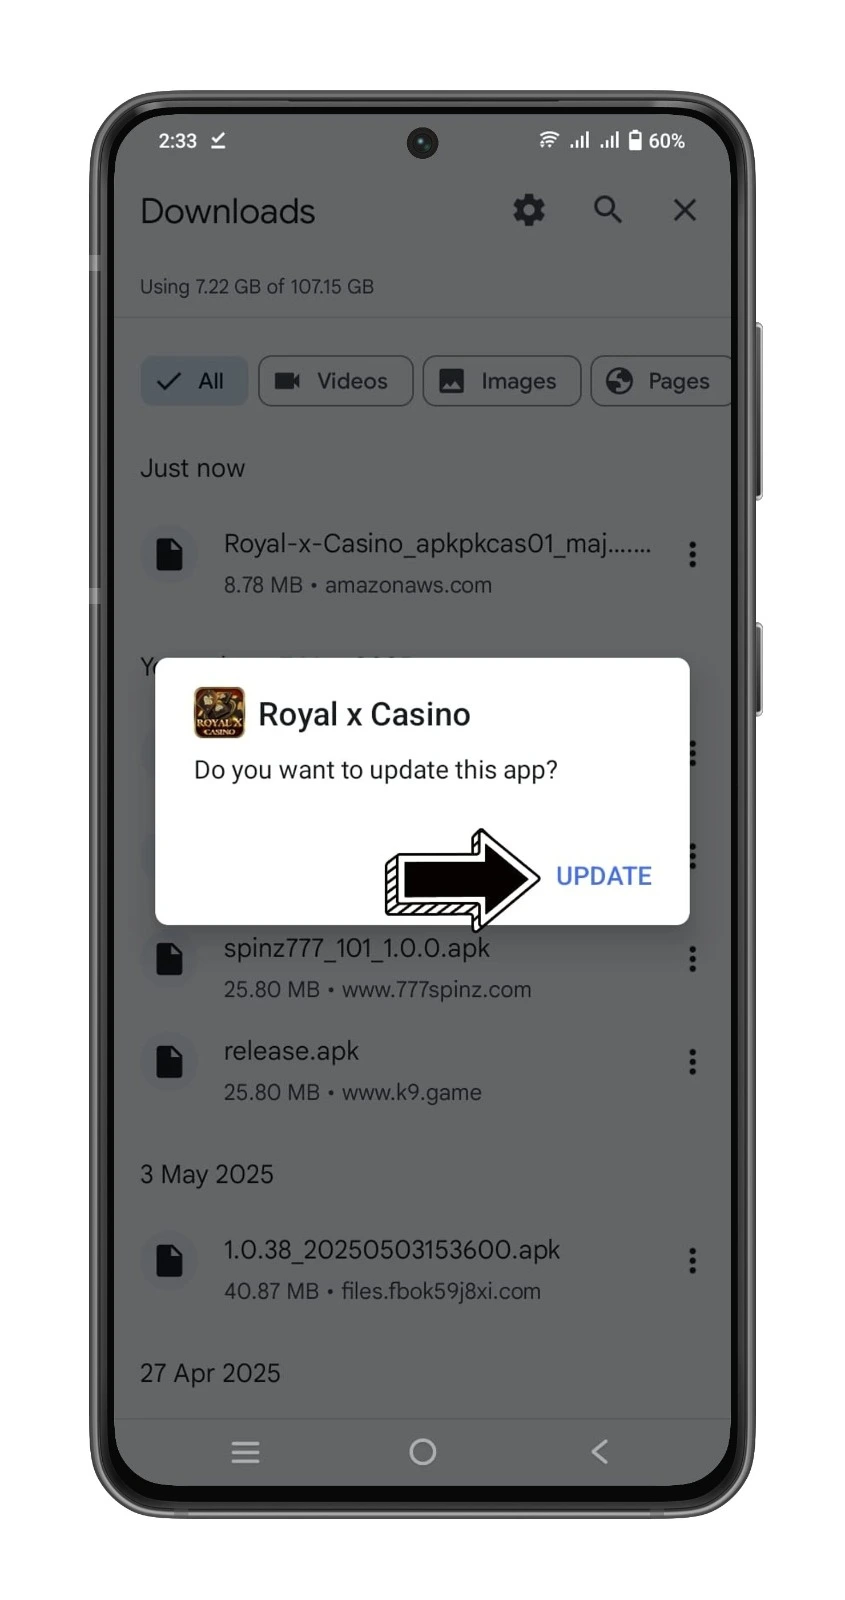 2:33
60%
Downloads
Using 7.22 GB of 107.15 GB
All
Videos
Images
Pages
Just now
Royal-x-Casino_apkpkcas01_maj.......
8.78 MB • amazonaws.com
ROYAL X
CASINO
Royal x Casino
Do you want to update this app?
UPDATE
spinz777_101_1.0.0.apk
25.80 MB • www.777spinz.com
release.apk
25.80 MB • www.k9.game
3 May 2025
1.0.38_20250503153600.apk
40.87 MB • files.fbok59j8xi.com
27 Apr 2025